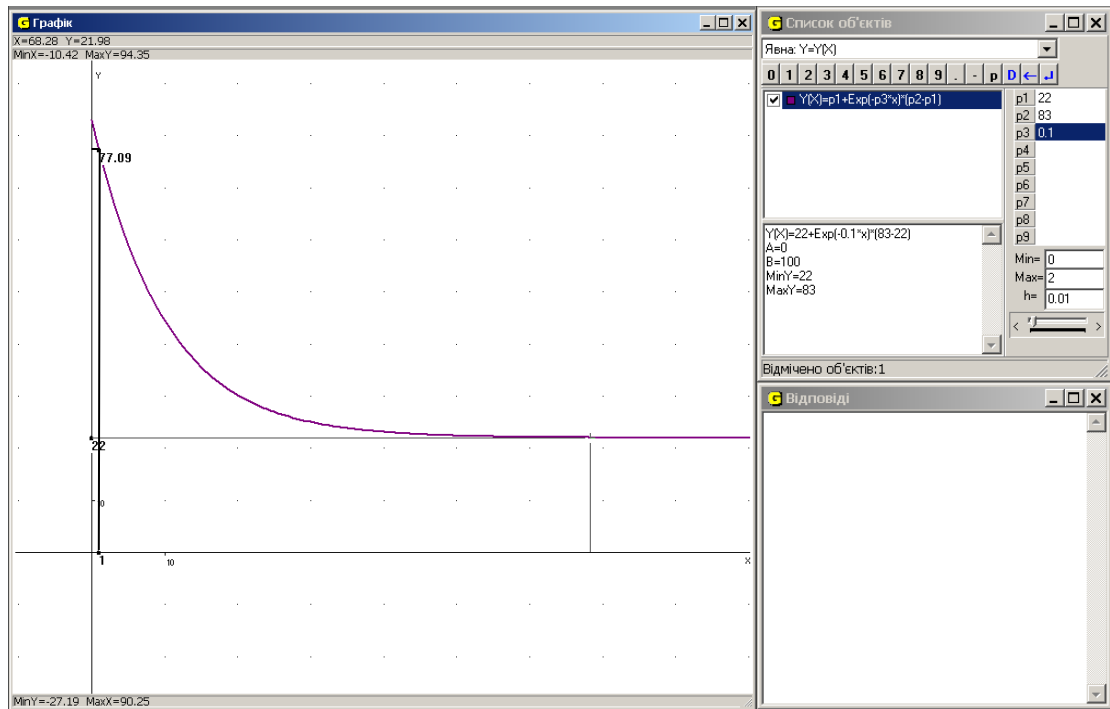 Графік
X=68.28 Y=21.98
MinX=-10.42 MaxY=94.35
Y
77.09
22
0
1
10
X
MinY=-27.19 MaxX=90.25
Список об'єктів
Явна: Y=Y(X)
0 1 2 3 4 5 6 7 8 9 . - p D ← ↲
Y(X)=p1+Exp(-p3*x)*(p2-p1)
p1 22
p2 83
p3 0.1
p4
p5
p6
p7
p8
p9
Y(X)=22+Exp(-0.1*x)*(83-22)
A=0
B=100
MinY=22
MaxY=83
Min= 0
Max= 2
h= 0.01
< >
Відмічено об'єктів:1
Відповіді